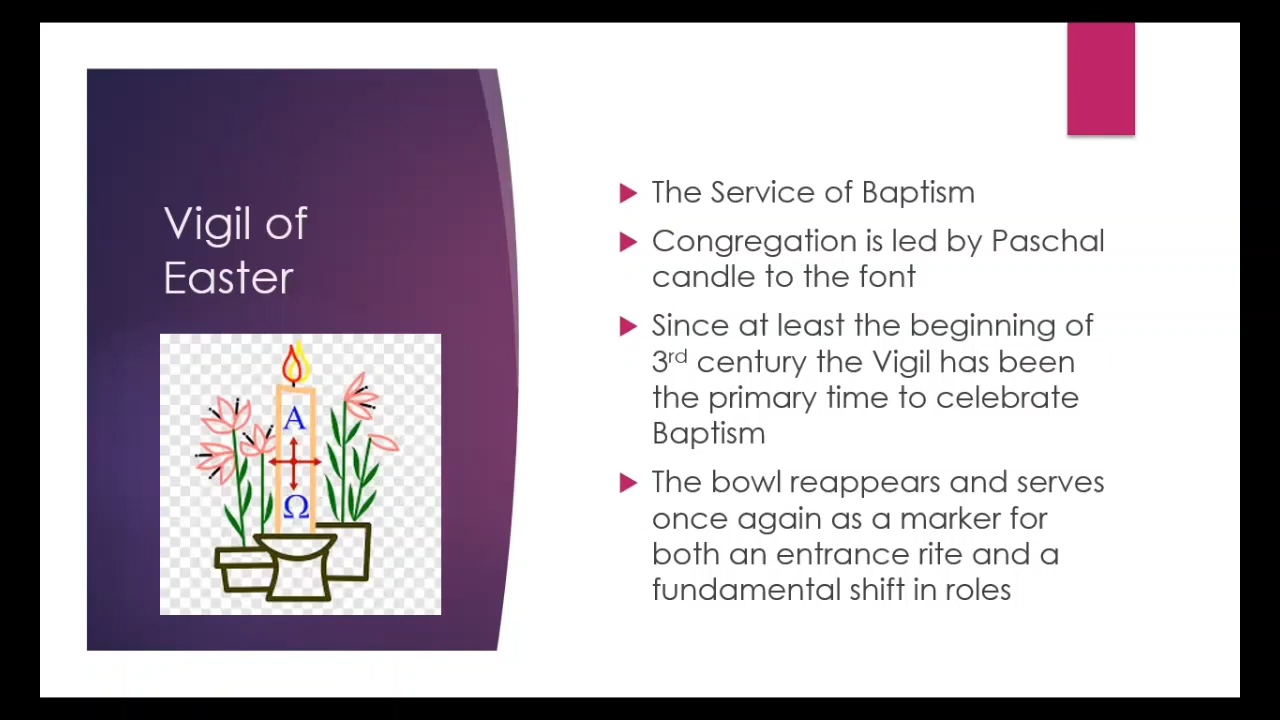 Vigil of
Easter
Α
Ω
The Service of Baptism
Congregation is led by Paschal
candle to the font
Since at least the beginning of
3rd century the Vigil has been
the primary time to celebrate
Baptism
The bowl reappears and serves
once again as a marker for
both an entrance rite and a
fundamental shift in roles